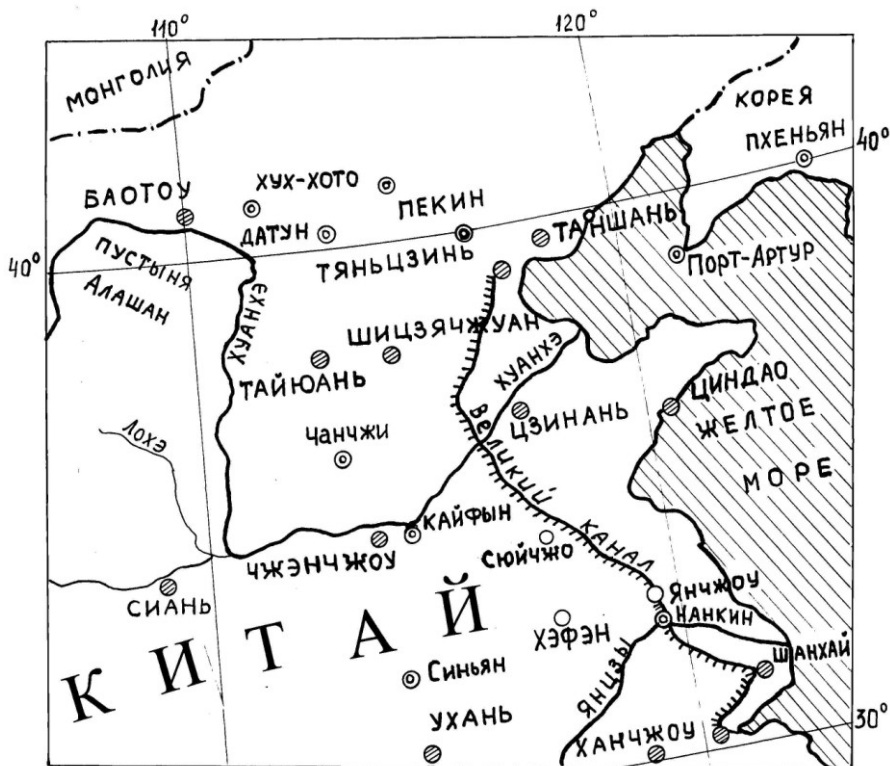 110°
120°
МОНГОЛИЯ
КОРЕЯ
ПХЕНЬЯН
40°
БАОТОУ
ХУХ-ХОТО
ПЕКИН
ДАТУН
ТАНШАНЬ
ТЯНЬЦЗИНЬ
Порт-Артур
40°
ПУСТЫНЯ
АЛАШАН
ХУАНХЭ
ШИЦЗЯЧЖУАН
ТАЙЮАНЬ
ХУАНХЭ
ЦИНДАО
ЦЗИНАНЬ
ЖЕЛТОЕ
МОРЕ
Чанчжи
ЛОХЭ
ВЕЛИКИЙ
КАНАЛ
КАЙФЫН
ЧЖЭНЧЖОУ
СЮЙЧЖО
СИАНЬ
ЯНЧЖОУ
НАНКИН
ХЭФЭН
КИТАЙ
ШАНХАЙ
Синьян
ЯНЦЗЫ
УХАНЬ
ХАНЧЖОУ
30°